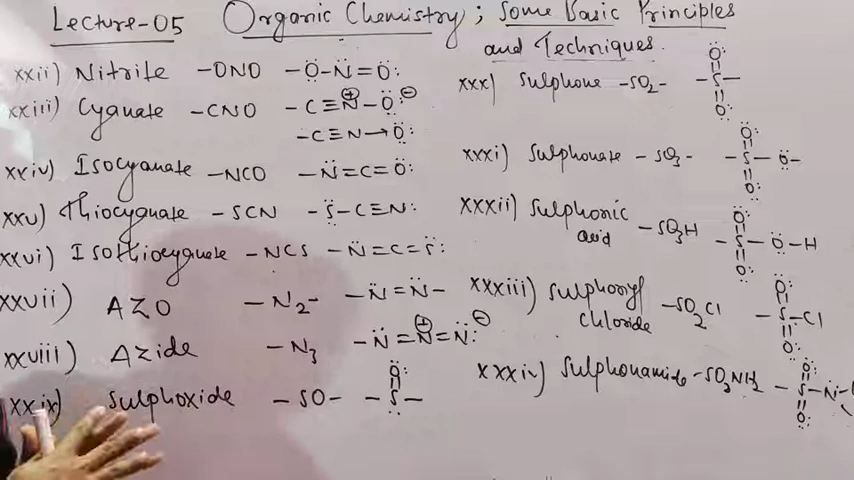 Lecture-05 Organic Chemistry; Some Basic Principles
and Techniques.
xxii) Nitrite -ONO -Ö-N̈=Ö:
xxiii) Cyanate -CNO -C≡N⊕-Ö:⊖
-C≡N→Ö:
xxiv) Isocyanate -NCO -N̈=C=Ö:
xxv) Thiocyanate -SCN -S̈-C≡N:
xxvi) Isothiocyanate -NCS -N̈=C=S̈:
xxvii) AZO -N2- -N̈=N̈-
xxviii) Azide -N3 -N̈=N⊕=N̈:⊖
xxix) Sulphoxide -SO- -S̈(=Ö:)-
xxx) Sulphone -SO2- -S(=Ö:)(=Ö:)-
xxxi) Sulphonate -SO3- -S(=Ö:)(=Ö:)-Ö-
xxxii) Sulphonic
acid -SO3H -S(=Ö:)(=Ö:)-Ö-H
xxxiii) Sulphonyl
chloride -SO2Cl -S(=Ö:)(=Ö:)-Cl
xxxiv) Sulphonamide -SO3NH2 -S(=Ö:)(=Ö:)-N̈-